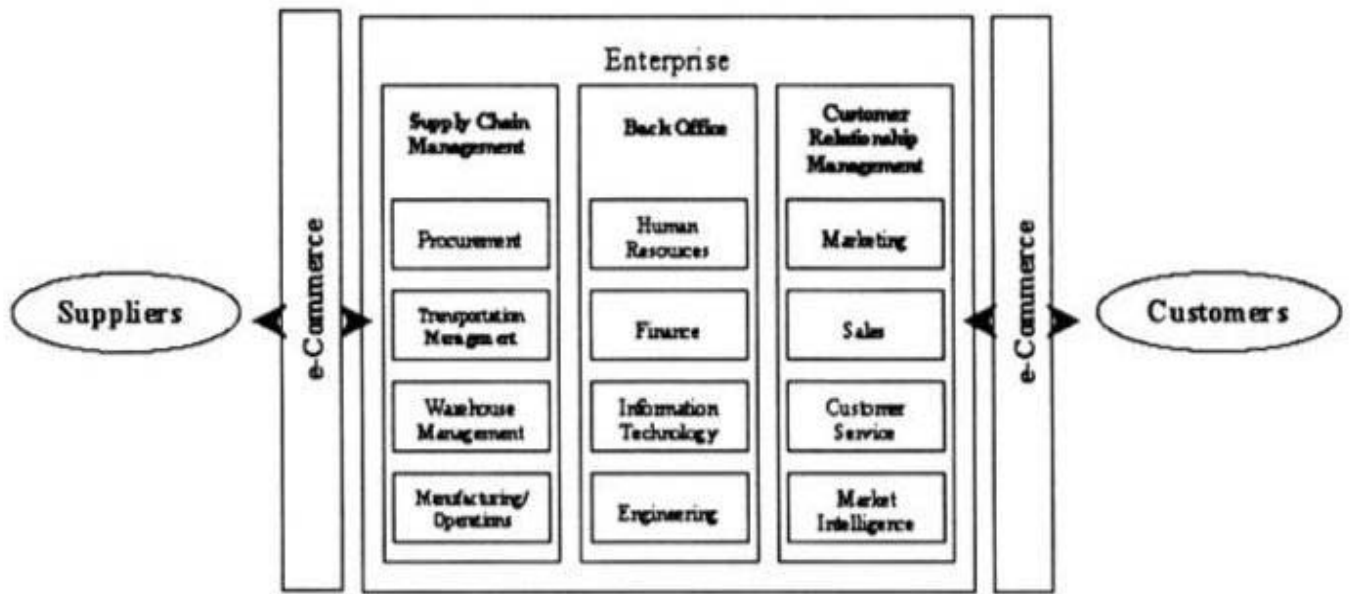 Enterprise
Supply Chain
Management
Back Office
Customer
Relationship
Management
Procurement
Human
Resources
Marketing
Transportation
Management
Finance
Sales
Warehouse
Management
Information
Technology
Customer
Service
Manufacturing/
Operations
Engineering
Market
Intelligence
Suppliers
e-Commerce
e-Commerce
Customers